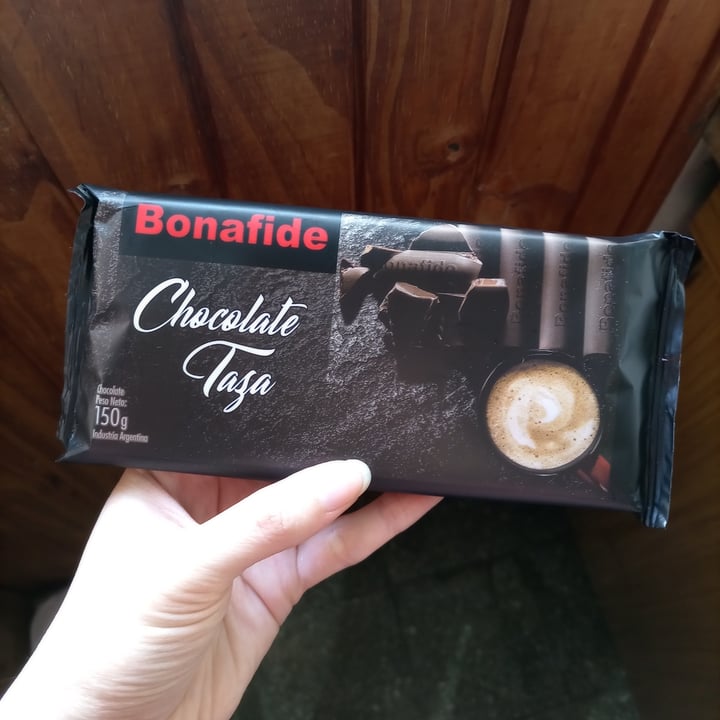 Bonafide
Chocolate
Taza
Chocolate
Peso Neto:
150g
Industria Argentina
Bonafide
Bonafide
Bonafide
Bonafide